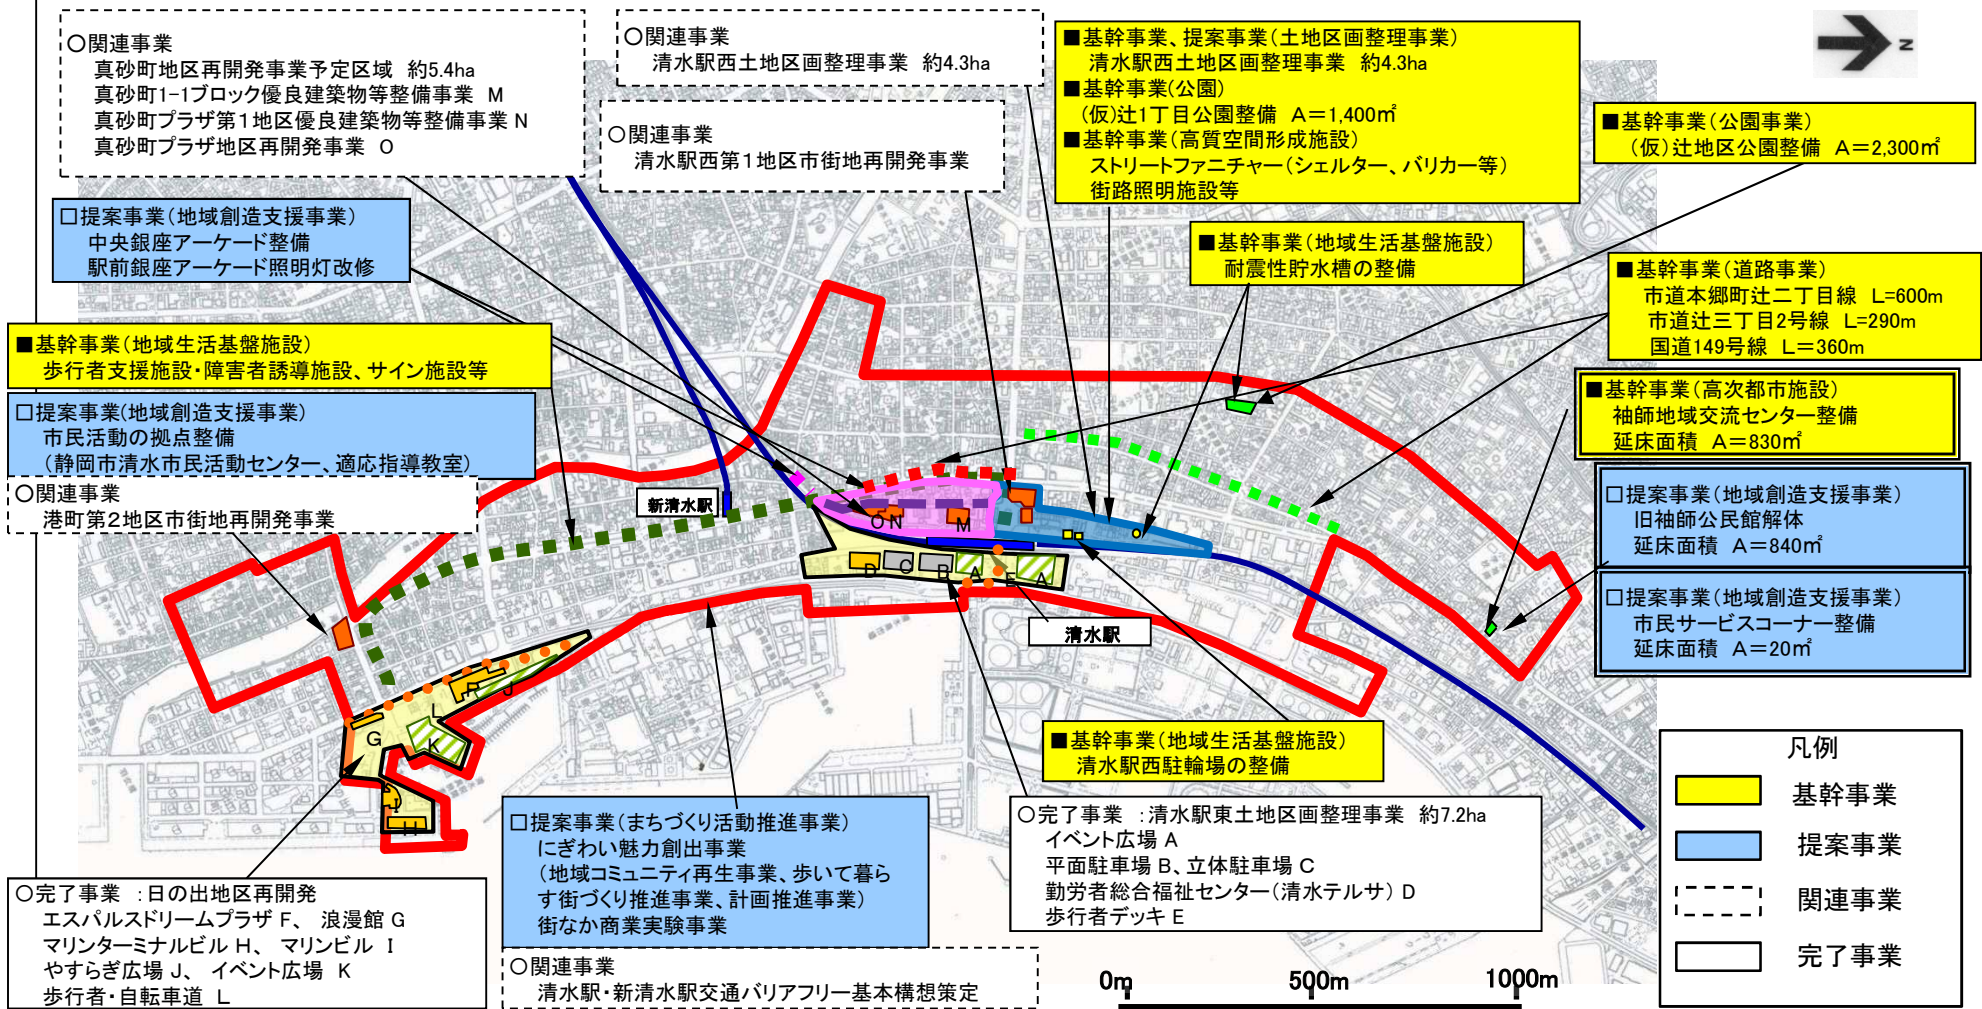 ○関連事業
真砂町地区再開発事業予定区域 約5.4ha
真砂町1-1ブロック優良建築物等整備事業 M
真砂町プラザ第1地区優良建築物等整備事業 N
真砂町プラザ地区再開発事業 O
○関連事業
清水駅西土地区画整理事業 約4.3ha
○関連事業
清水駅西第1地区市街地再開発事業
■基幹事業、提案事業(土地区画整理事業)
清水駅西土地区画整理事業 約4.3ha
■基幹事業(公園)
(仮)辻1丁目公園整備 A=1,400㎡
■基幹事業(高質空間形成施設)
ストリートファニチャー(シェルター、バリカー等)
街路照明施設等
N
■基幹事業(公園事業)
(仮)辻地区公園整備 A=2,300㎡
□提案事業(地域創造支援事業)
中央銀座アーケード整備
駅前銀座アーケード照明灯改修
■基幹事業(地域生活基盤施設)
耐震性貯水槽の整備
■基幹事業(道路事業)
市道本郷町辻二丁目線 L=600m
市道辻三丁目2号線 L=290m
国道149号線 L=360m
■基幹事業(地域生活基盤施設)
歩行者支援施設・障害者誘導施設、サイン施設等
■基幹事業(高次都市施設)
袖師地域交流センター整備
延床面積 A=830㎡
□提案事業(地域創造支援事業)
市民活動の拠点整備
(静岡市清水市民活動センター、適応指導教室)
○関連事業
港町第2地区市街地再開発事業
□提案事業(地域創造支援事業)
旧袖師公民館解体
延床面積 A=840㎡
□提案事業(地域創造支援事業)
市民サービスコーナー整備
延床面積 A=20㎡
新清水駅
O N M
D C B A E A
清水駅
R J
L
G K
I
H
■基幹事業(地域生活基盤施設)
清水駅西駐輪場の整備
□提案事業(まちづくり活動推進事業)
にぎわい魅力創出事業
(地域コミュニティ再生事業、歩いて暮ら
す街づくり推進事業、計画推進事業)
街なか商業実験事業
○関連事業
清水駅・新清水駅交通バリアフリー基本構想策定
○完了事業 :清水駅東土地区画整理事業 約7.2ha
イベント広場 A
平面駐車場 B、立体駐車場 C
勤労者総合福祉センター(清水テルサ) D
歩行者デッキ E
○完了事業 :日の出地区再開発
エスパルスドリームプラザ F、 浪漫館 G
マリンターミナルビル H、 マリンビル I
やすらぎ広場 J、 イベント広場 K
歩行者・自転車道 L
凡例
基幹事業
提案事業
関連事業
完了事業
0m 500m 1000m